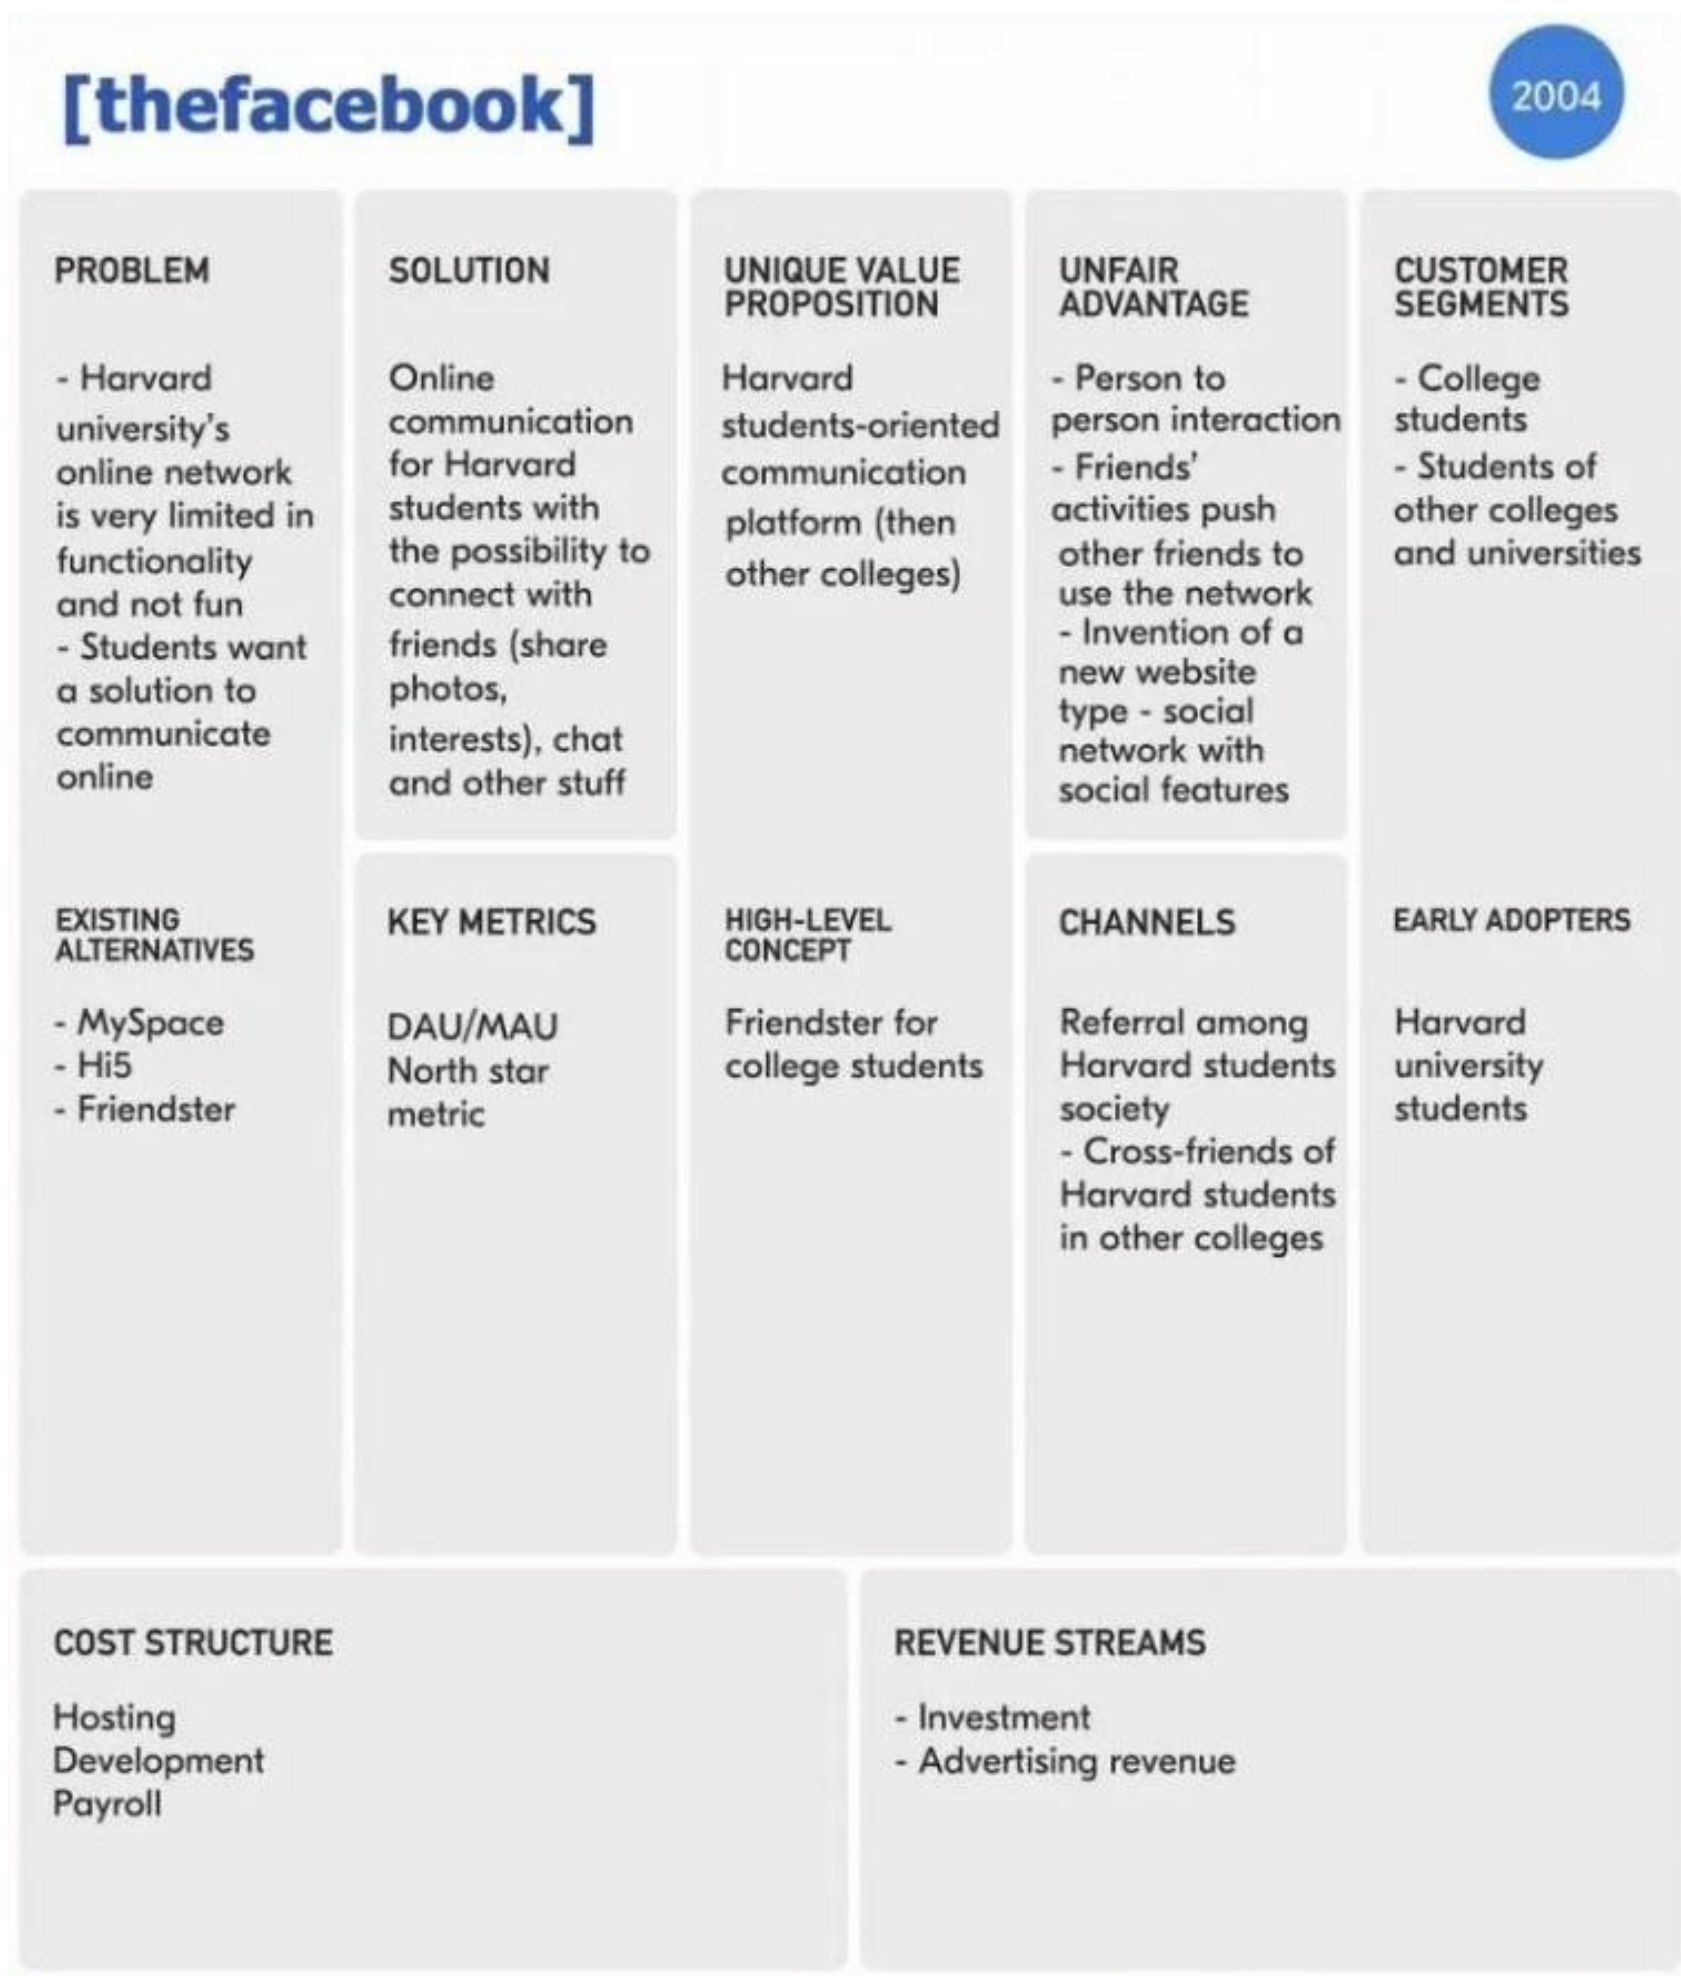 [thefacebook]
2004
PROBLEM
- Harvard
university's
online network
is very limited in
functionality
and not fun
- Students want
a solution to
communicate
online
EXISTING
ALTERNATIVES
- MySpace
- Hi5
- Friendster
SOLUTION
Online
communication
for Harvard
students with
the possibility to
connect with
friends (share
photos,
interests), chat
and other stuff
KEY METRICS
DAU/MAU
North star
metric
UNIQUE VALUE
PROPOSITION
Harvard
students-oriented
communication
platform (then
other colleges)
HIGH-LEVEL
CONCEPT
Friendster for
college students
UNFAIR
ADVANTAGE
- Person to
person interaction
- Friends'
activities push
other friends to
use the network
- Invention of a
new website
type - social
network with
social features
CHANNELS
Referral among
Harvard students
society
- Cross-friends of
Harvard students
in other colleges
CUSTOMER
SEGMENTS
- College
students
- Students of
other colleges
and universities
EARLY ADOPTERS
Harvard
university
students
COST STRUCTURE
Hosting
Development
Payroll
REVENUE STREAMS
- Investment
- Advertising revenue